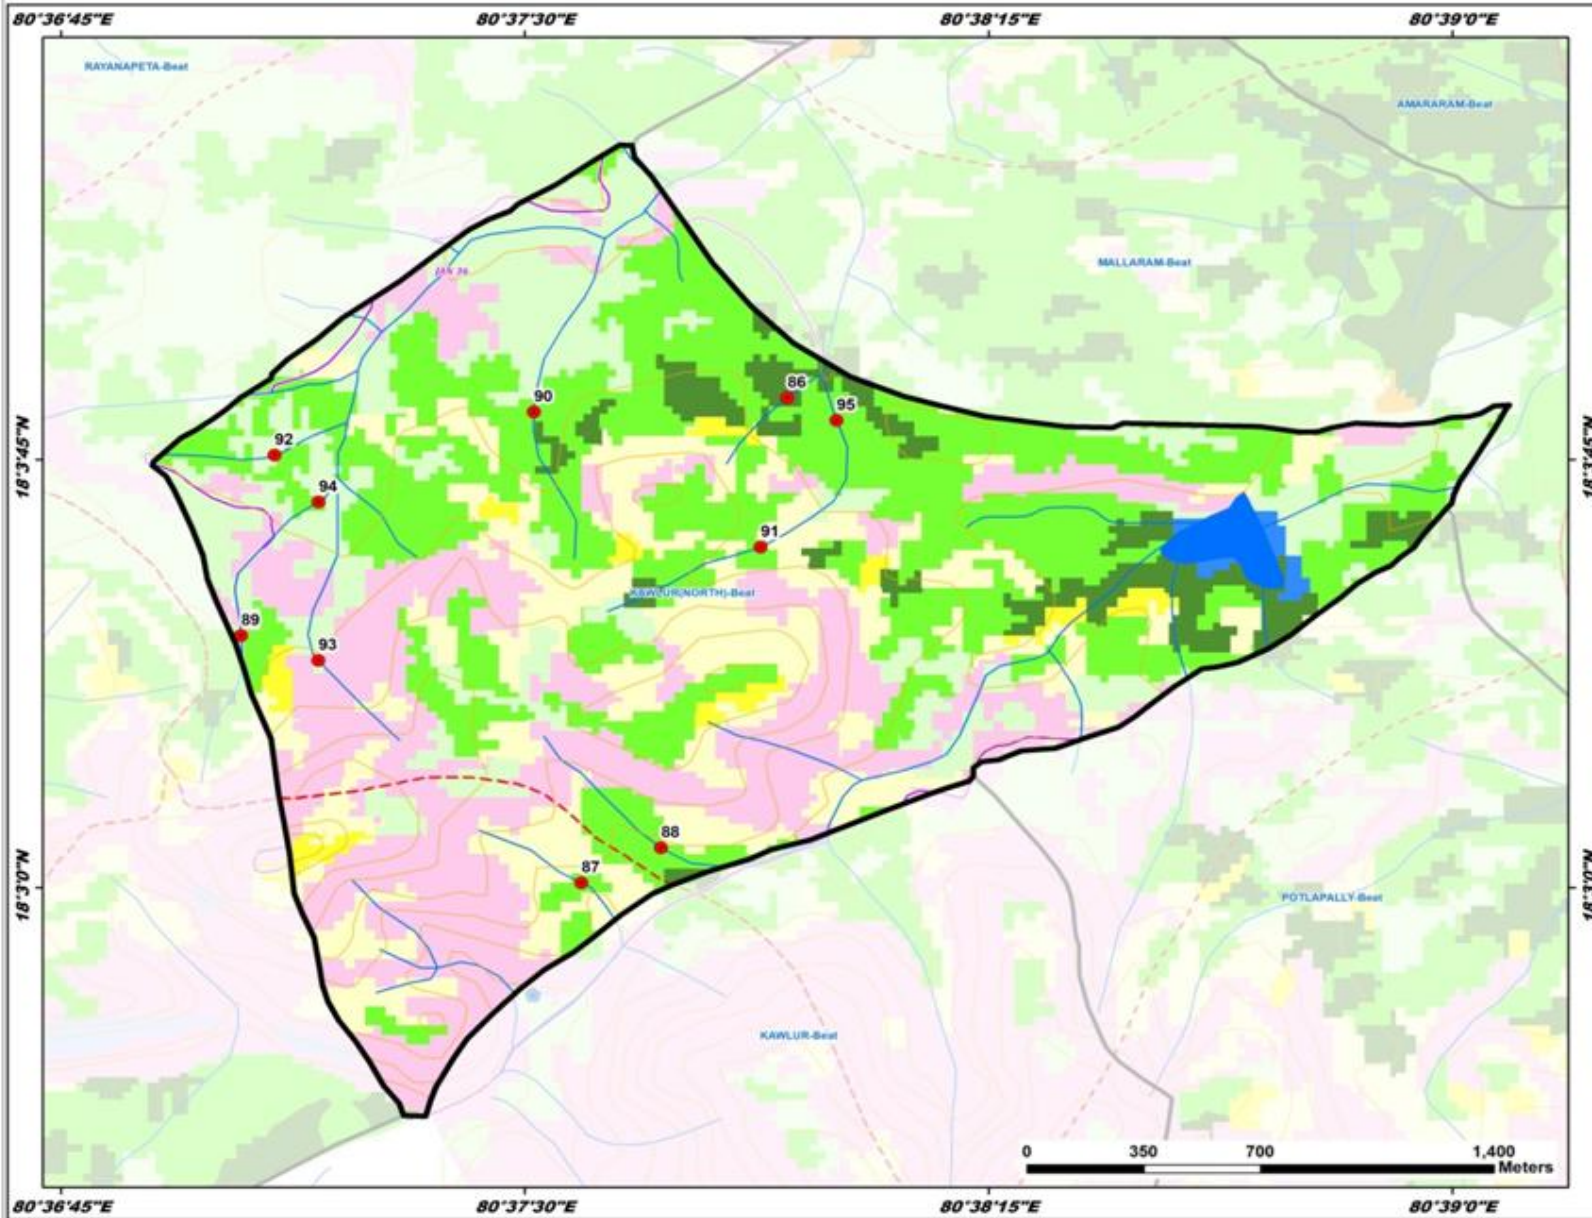 80°36'45"E 80°37'30"E 80°38'15"E 80°39'0"E
RAYANAPETA-Beat
AMARARAM-Beat
MALLARAM-Beat
JAN 76
86
90
95
92
18°3'45"N 18°3'45"N
94
91
KAWLUR(NORTH)-Beat
89
93
88
87
18°3'0"N 18°3'0"N
POTLAPALLY-Beat
KAWLUR-Beat
0 350 700 1,400
Meters
80°36'45"E 80°37'30"E 80°38'15"E 80°39'0"E